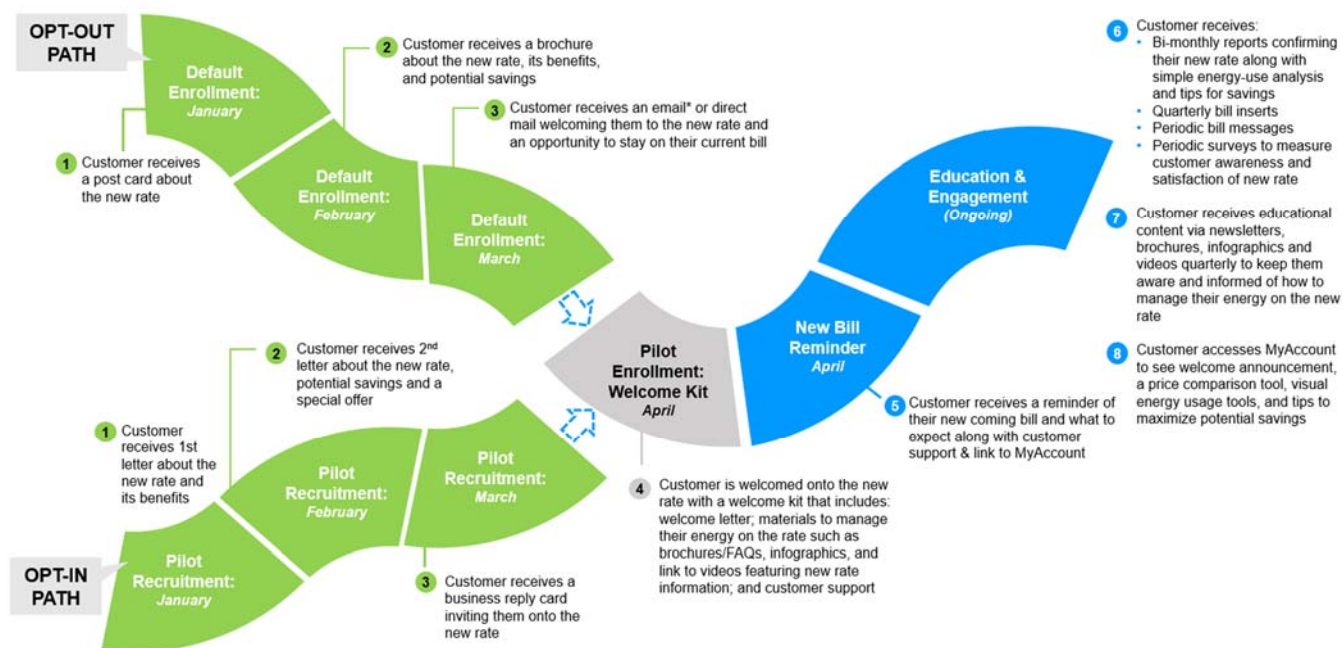 OPT-OUT
PATH
Default
Enrollment:
January
1 Customer receives
a post card about
the new rate
2 Customer receives a brochure
about the new rate, its benefits,
and potential savings
Default
Enrollment:
February
3 Customer receives an email* or direct
mail welcoming them to the new rate and
an opportunity to stay on their current bill
Default
Enrollment:
March
OPT-IN
PATH
Pilot
Recruitment:
January
1 Customer
receives 1st
letter about the
new rate and
its benefits
2 Customer receives 2nd
letter about the new rate,
potential savings and a
special offer
Pilot
Recruitment:
February
Pilot
Recruitment:
March
3 Customer receives a
business reply card
inviting them onto the
new rate
Pilot
Enrollment:
Welcome Kit
April
4 Customer is welcomed onto the new
rate with a welcome kit that includes:
welcome letter; materials to manage
their energy on the rate such as
brochures/FAQs, infographics, and
link to videos featuring new rate
information; and customer support
New Bill
Reminder
April
5 Customer receives a reminder of
their new coming bill and what to
expect along with customer
support & link to MyAccount
Education &
Engagement
(Ongoing)
6 Customer receives:
• Bi-monthly reports confirming
their new rate along with
simple energy-use analysis
and tips for savings
• Quarterly bill inserts
• Periodic bill messages
• Periodic surveys to measure
customer awareness and
satisfaction of new rate
7 Customer receives educational
content via newsletters,
brochures, infographics and
videos quarterly to keep them
aware and informed of how to
manage their energy on the new
rate
8 Customer accesses MyAccount
to see welcome announcement,
a price comparison tool, visual
energy usage tools, and tips to
maximize potential savings